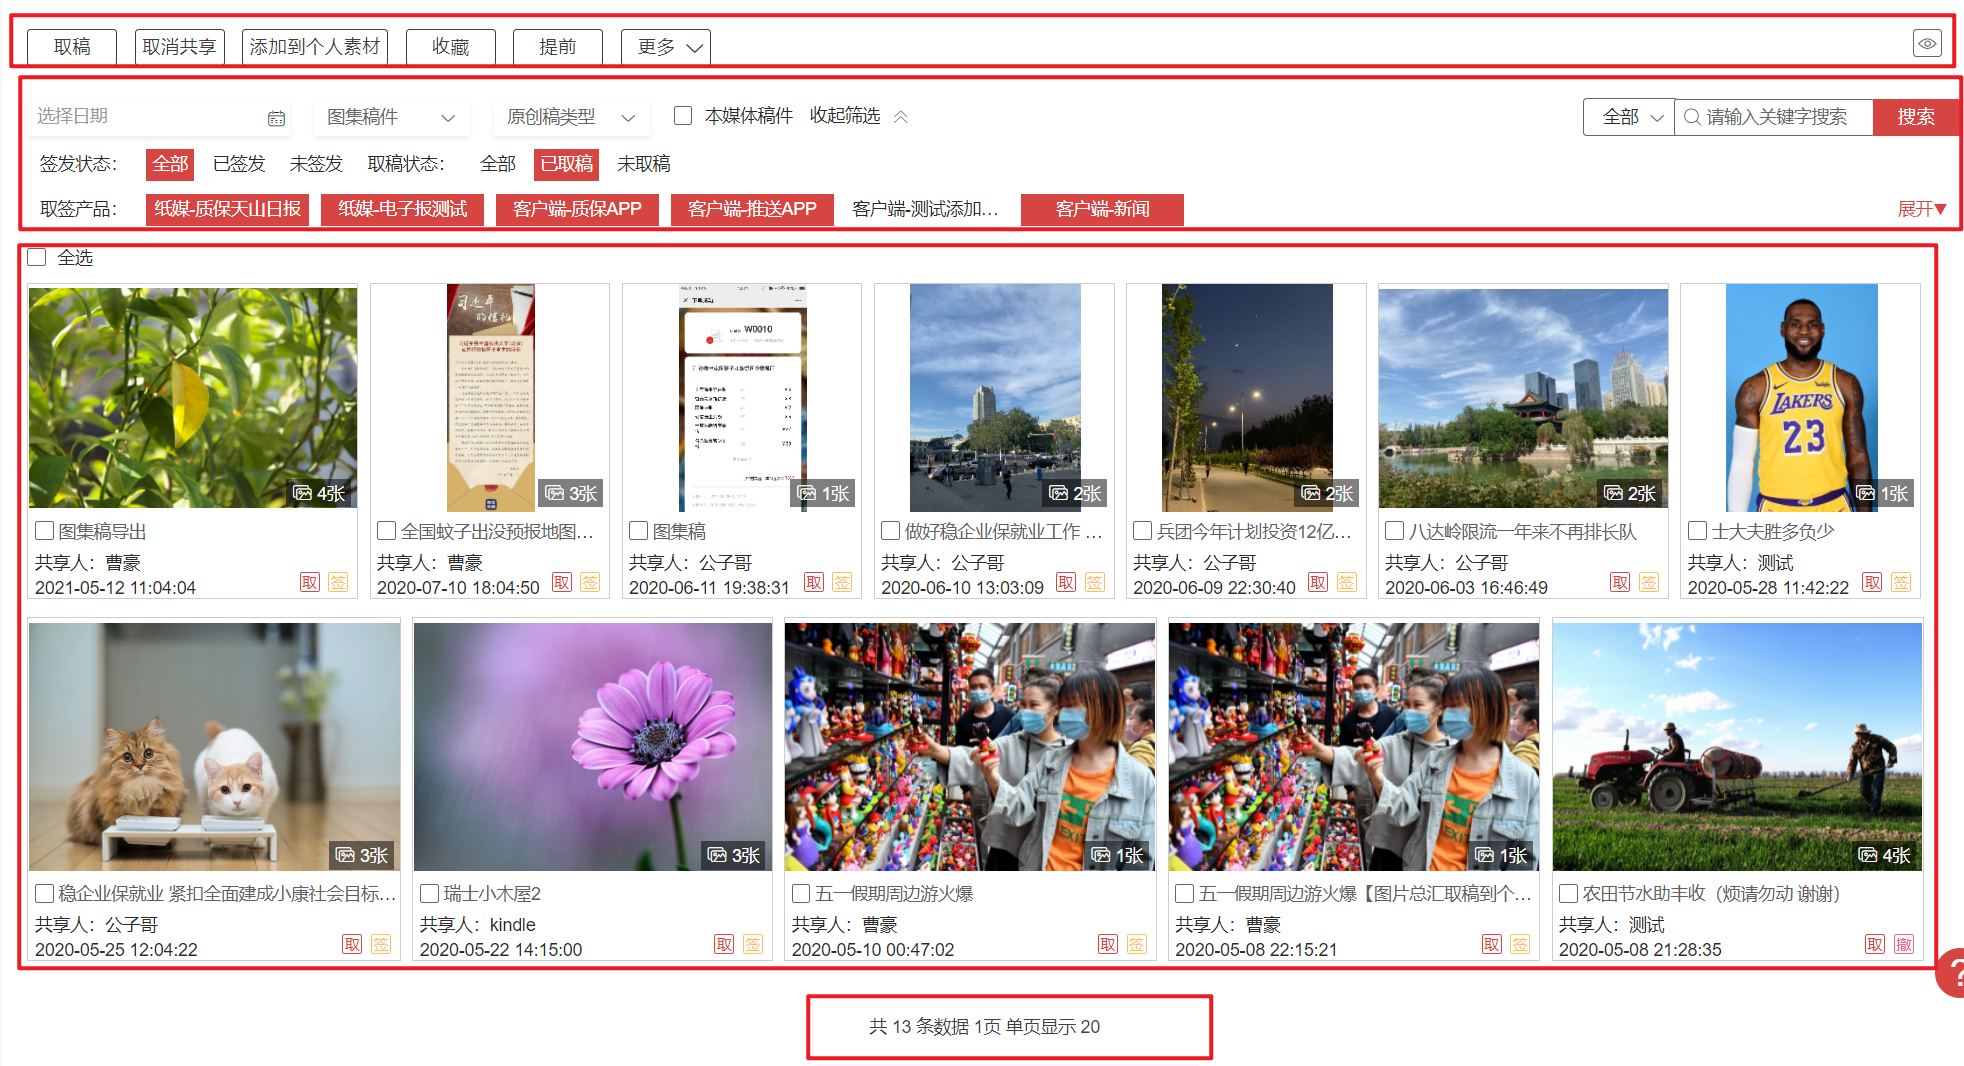 取稿 取消共享 添加到个人素材 收藏 提前 更多
选择日期 图集稿件 原创稿类型 本媒体稿件 收起筛选 全部 请输入关键字搜索 搜索
签发状态： 全部 已签发 未签发 取稿状态： 全部 已取稿 未取稿
取签产品： 纸媒-质保天山日报 纸媒-电子报测试 客户端-质保APP 客户端-推送APP 客户端-测试添加... 客户端-新闻 展开▼
全选
4张
图集稿导出
共享人：曹豪
2021-05-12 11:04:04 取 签
习近平
的信札
3张
全国蚊子出没预报地图...
共享人：曹豪
2020-07-10 18:04:50 取 签
W0010
1张
图集稿
共享人：公子哥
2020-06-11 19:38:31 取 签
2张
做好稳企业保就业工作 ...
共享人：公子哥
2020-06-10 13:03:09 取 签
2张
兵团今年计划投资12亿...
共享人：公子哥
2020-06-09 22:30:40 取 签
2张
八达岭限流一年来不再排长队
共享人：公子哥
2020-06-03 16:46:49 取 签
LAKERS
23
1张
士大夫胜多负少
共享人：测试
2020-05-28 11:42:22 取 签
3张
稳企业保就业 紧扣全面建成小康社会目标...
共享人：公子哥
2020-05-25 12:04:22 取 签
3张
瑞士小木屋2
共享人：kindle
2020-05-22 14:15:00 取 签
EXIT
1张
五一假期周边游火爆
共享人：曹豪
2020-05-10 00:47:02 取 签
EXIT
1张
五一假期周边游火爆【图片总汇取稿到个...
共享人：曹豪
2020-05-08 22:15:21 取 签
4张
农田节水助丰收（烦请勿动 谢谢）
共享人：测试
2020-05-08 21:28:35 取 撤
?
共 13 条数据 1页 单页显示 20